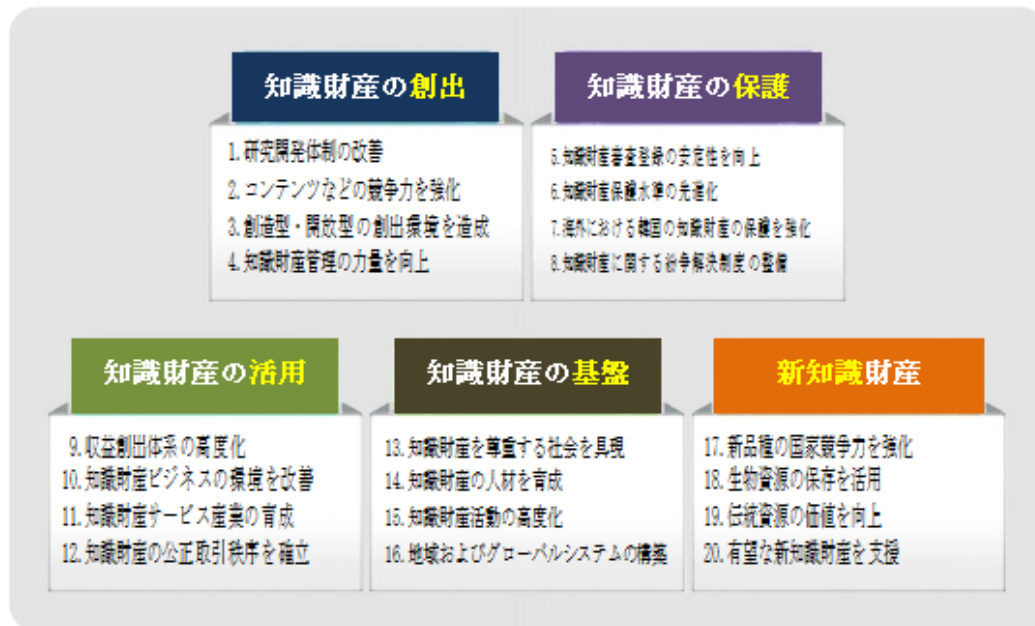 知識財産の創出
1. 研究開発体制の改善
2. コンテンツなどの競争力を強化
3. 創造型・開放型の創出環境を造成
4. 知識財産管理の力量を向上
知識財産の保護
5. 知識財産審査登録の安定性を向上
6. 知識財産保護水準の先進化
7. 海外における韓国の知識財産の保護を強化
8. 知識財産に関する紛争解決制度の整備
知識財産の活用
9. 収益創出体系の高度化
10. 知識財産ビジネスの環境を改善
11. 知識財産サービス産業の育成
12. 知識財産の公正取引秩序を確立
知識財産の基盤
13. 知識財産を尊重する社会を具現
14. 知識財産の人材を育成
15. 知識財産活動の高度化
16. 地域およびグローバルシステムの構築
新知識財産
17. 新品種の国家競争力を強化
18. 生物資源の保存を活用
19. 伝統資源の価値を向上
20. 有望な新知識財産を支援